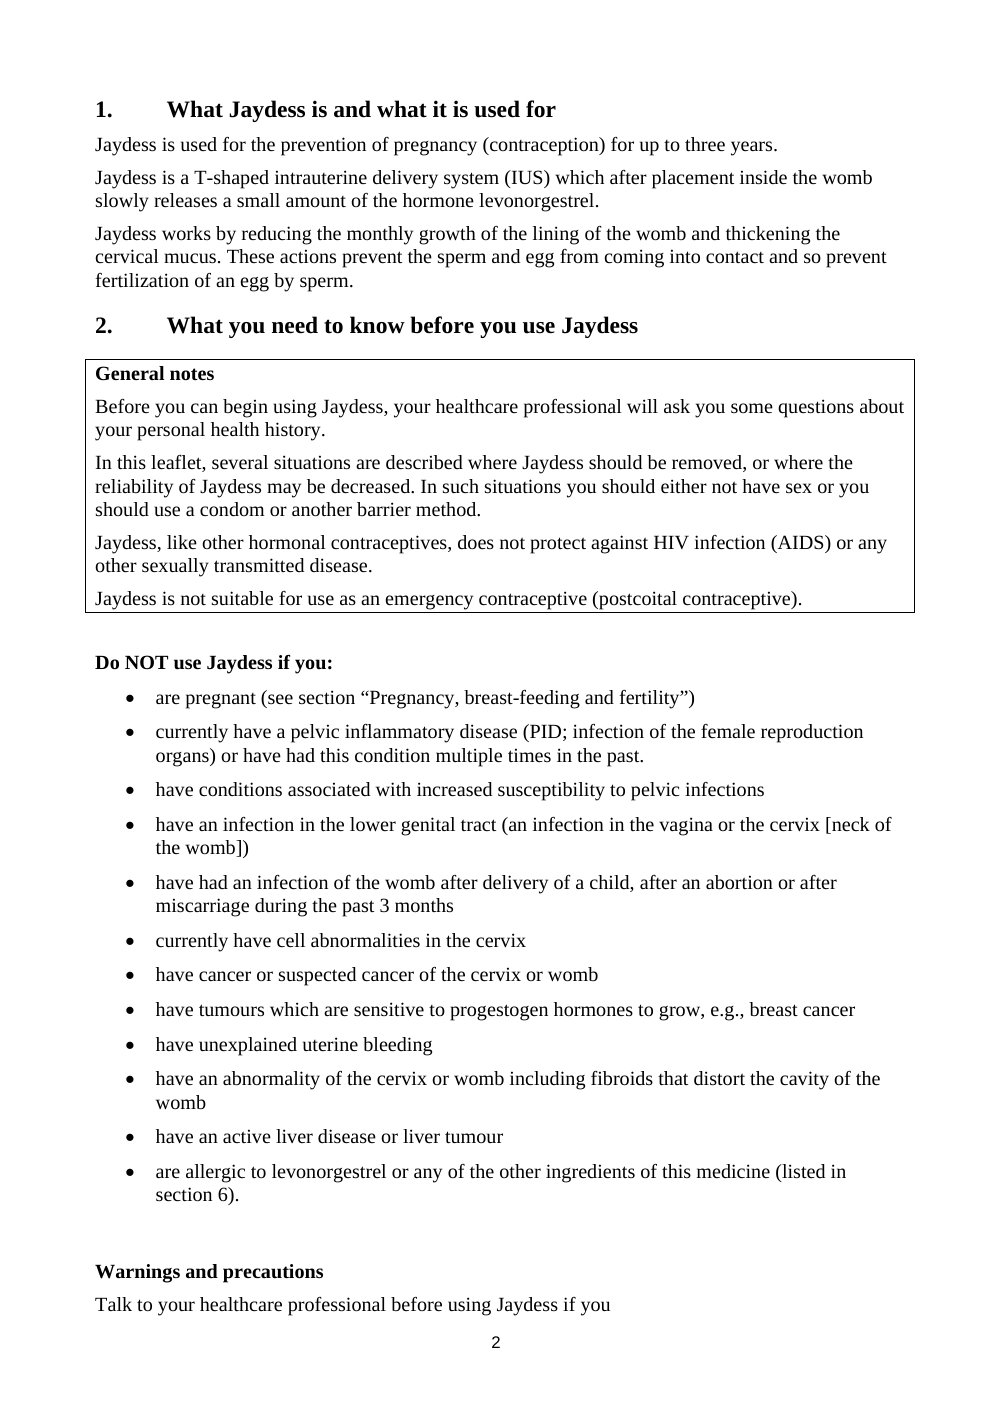 1. What Jaydess is and what it is used for
Jaydess is used for the prevention of pregnancy (contraception) for up to three years.
Jaydess is a T-shaped intrauterine delivery system (IUS) which after placement inside the womb
slowly releases a small amount of the hormone levonorgestrel.
Jaydess works by reducing the monthly growth of the lining of the womb and thickening the
cervical mucus. These actions prevent the sperm and egg from coming into contact and so prevent
fertilization of an egg by sperm.
2. What you need to know before you use Jaydess
General notes
Before you can begin using Jaydess, your healthcare professional will ask you some questions about
your personal health history.
In this leaflet, several situations are described where Jaydess should be removed, or where the
reliability of Jaydess may be decreased. In such situations you should either not have sex or you
should use a condom or another barrier method.
Jaydess, like other hormonal contraceptives, does not protect against HIV infection (AIDS) or any
other sexually transmitted disease.
Jaydess is not suitable for use as an emergency contraceptive (postcoital contraceptive).
Do NOT use Jaydess if you:
• are pregnant (see section “Pregnancy, breast-feeding and fertility”)
• currently have a pelvic inflammatory disease (PID; infection of the female reproduction
organs) or have had this condition multiple times in the past.
• have conditions associated with increased susceptibility to pelvic infections
• have an infection in the lower genital tract (an infection in the vagina or the cervix [neck of
the womb])
• have had an infection of the womb after delivery of a child, after an abortion or after
miscarriage during the past 3 months
• currently have cell abnormalities in the cervix
• have cancer or suspected cancer of the cervix or womb
• have tumours which are sensitive to progestogen hormones to grow, e.g., breast cancer
• have unexplained uterine bleeding
• have an abnormality of the cervix or womb including fibroids that distort the cavity of the
womb
• have an active liver disease or liver tumour
• are allergic to levonorgestrel or any of the other ingredients of this medicine (listed in
section 6).
Warnings and precautions
Talk to your healthcare professional before using Jaydess if you
2